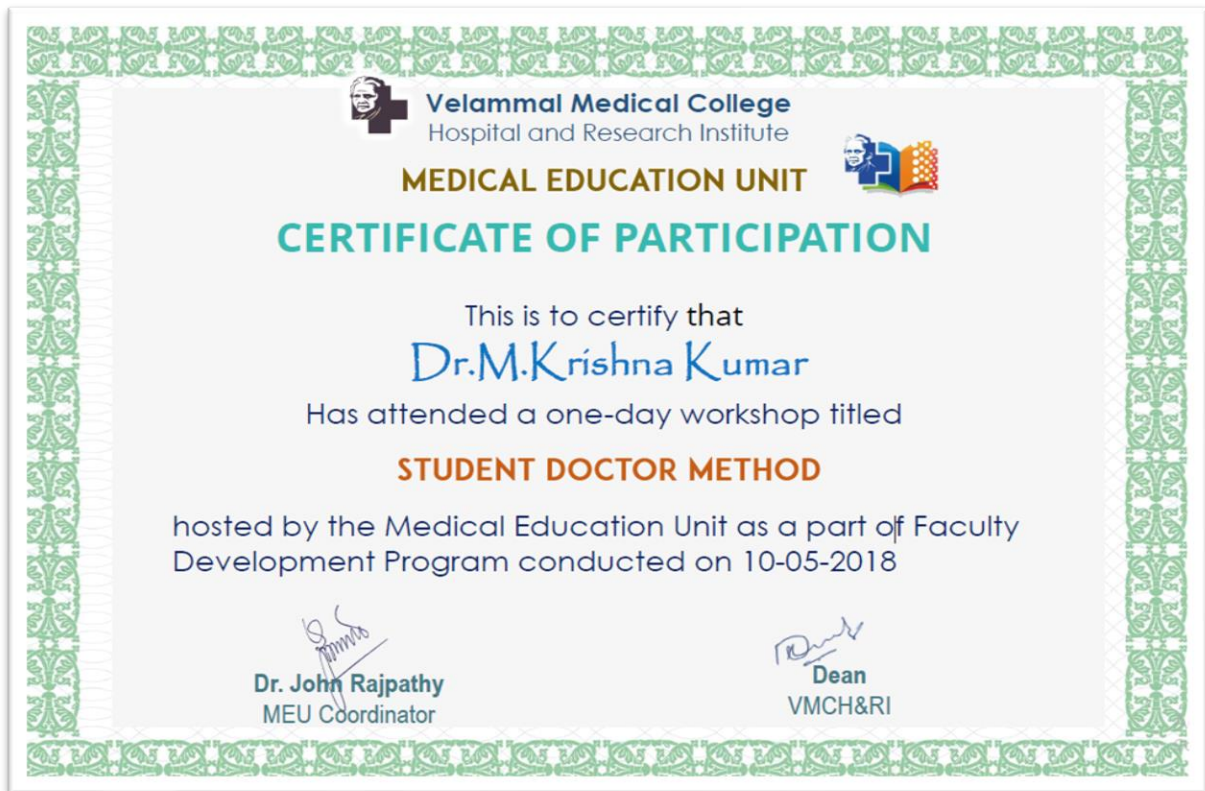 Velammal Medical College
Hospital and Research Institute
MEDICAL EDUCATION UNIT
CERTIFICATE OF PARTICIPATION
This is to certify that
Dr.M.Krishna Kumar
Has attended a one-day workshop titled
STUDENT DOCTOR METHOD
hosted by the Medical Education Unit as a part of Faculty
Development Program conducted on 10-05-2018
Dr. John Rajpathy
MEU Coordinator
Dean
VMCH&RI